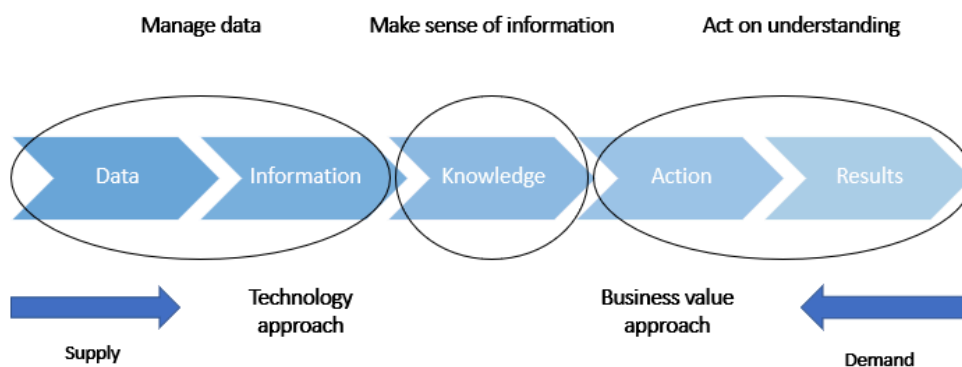 Manage data
Make sense of information
Act on understanding
Data
Information
Knowledge
Action
Results
Technology
approach
Business value
approach
Supply
Demand